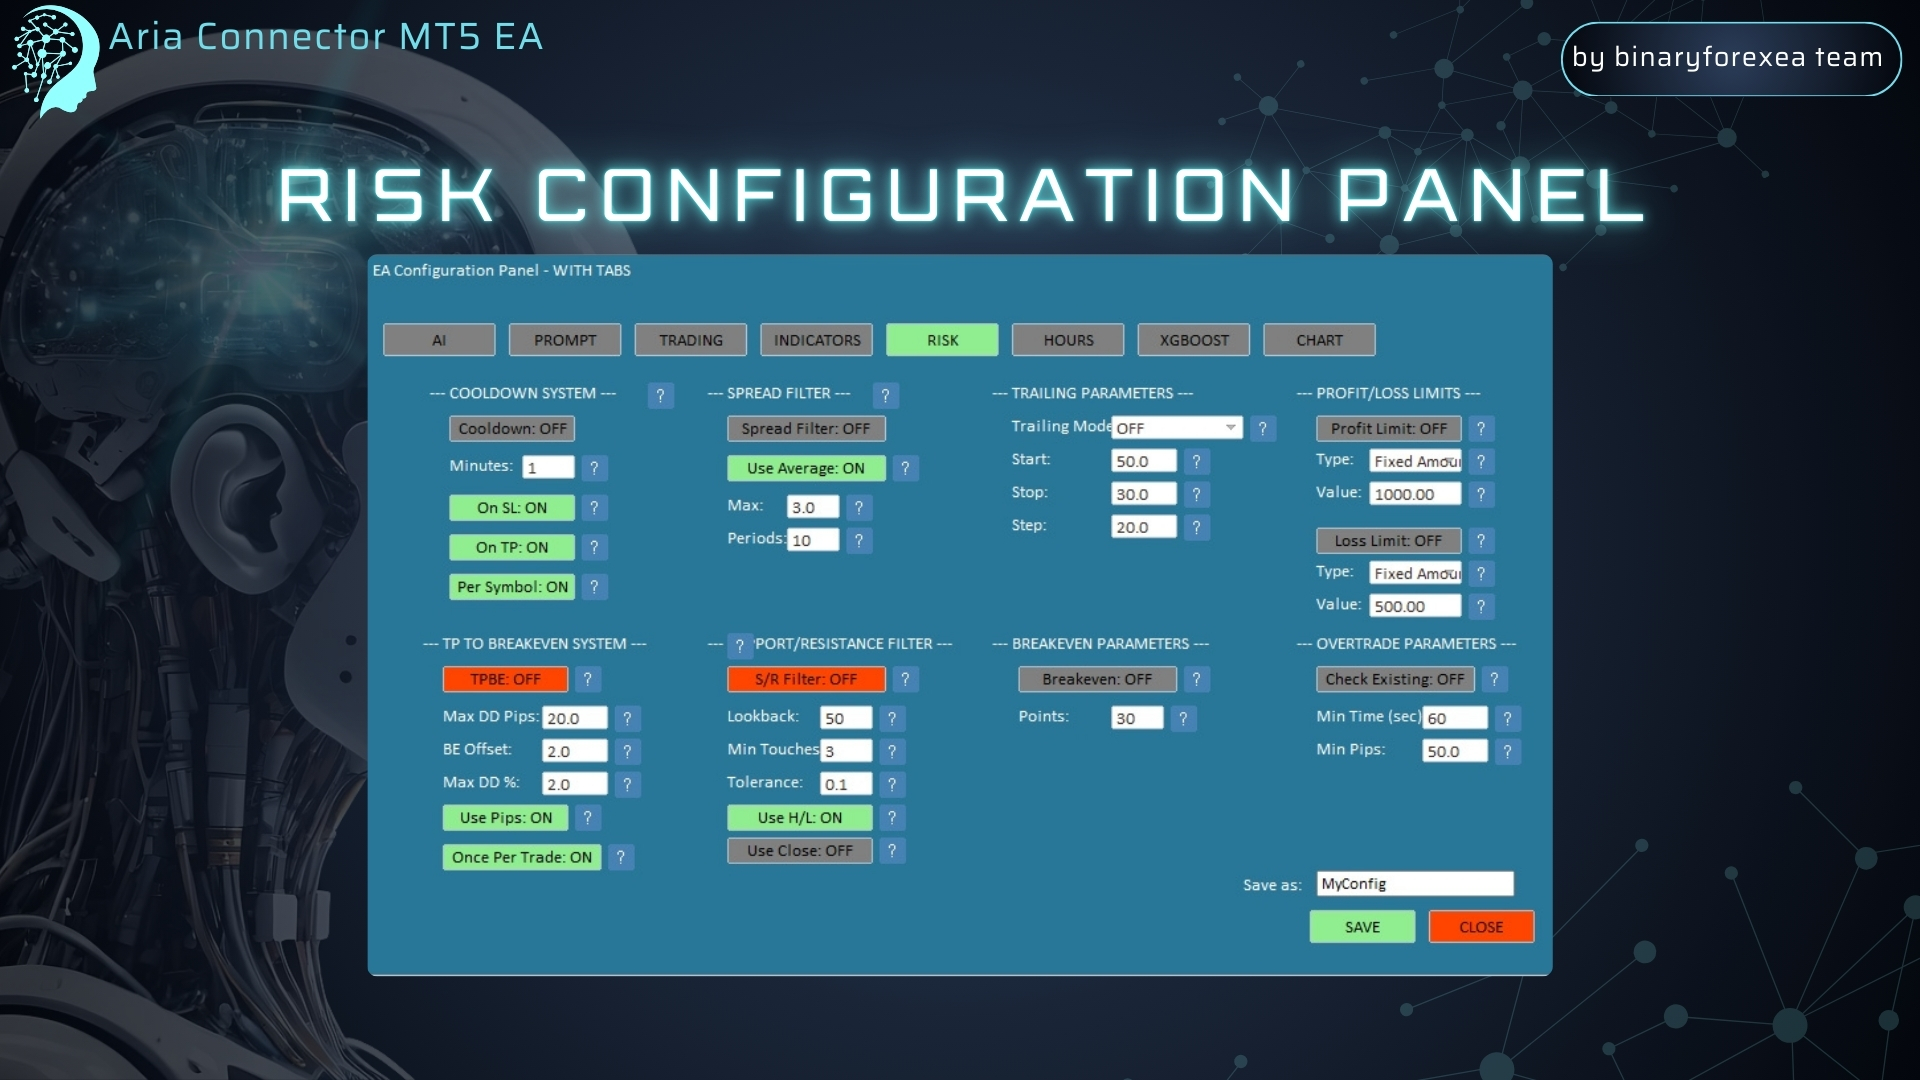 Aria Connector MT5 EA
by binaryforexea team
RISK CONFIGURATION PANEL
EA Configuration Panel - WITH TABS
AI PROMPT TRADING INDICATORS RISK HOURS XGBOOST CHART
--- COOLDOWN SYSTEM --- ?
Cooldown: OFF
Minutes: 1 ?
On SL: ON ?
On TP: ON ?
Per Symbol: ON ?
--- SPREAD FILTER --- ?
Spread Filter: OFF
Use Average: ON ?
Max: 3.0 ?
Periods: 10 ?
--- TRAILING PARAMETERS ---
Trailing Mode OFF ?
Start: 50.0 ?
Stop: 30.0 ?
Step: 20.0 ?
--- PROFIT/LOSS LIMITS ---
Profit Limit: OFF ?
Type: Fixed Amour ?
Value: 1000.00 ?
Loss Limit: OFF ?
Type: Fixed Amour ?
Value: 500.00 ?
--- TP TO BREAKEVEN SYSTEM ---
TPBE: OFF ?
Max DD Pips: 20.0 ?
BE Offset: 2.0 ?
Max DD %: 2.0 ?
Use Pips: ON ?
Once Per Trade: ON ?
--- ? PORT/RESISTANCE FILTER ---
S/R Filter: OFF ?
Lookback: 50 ?
Min Touches 3 ?
Tolerance: 0.1 ?
Use H/L: ON ?
Use Close: OFF ?
--- BREAKEVEN PARAMETERS ---
Breakeven: OFF ?
Points: 30 ?
--- OVERTRADE PARAMETERS ---
Check Existing: OFF ?
Min Time (sec) 60 ?
Min Pips: 50.0 ?
Save as: MyConfig
SAVE CLOSE